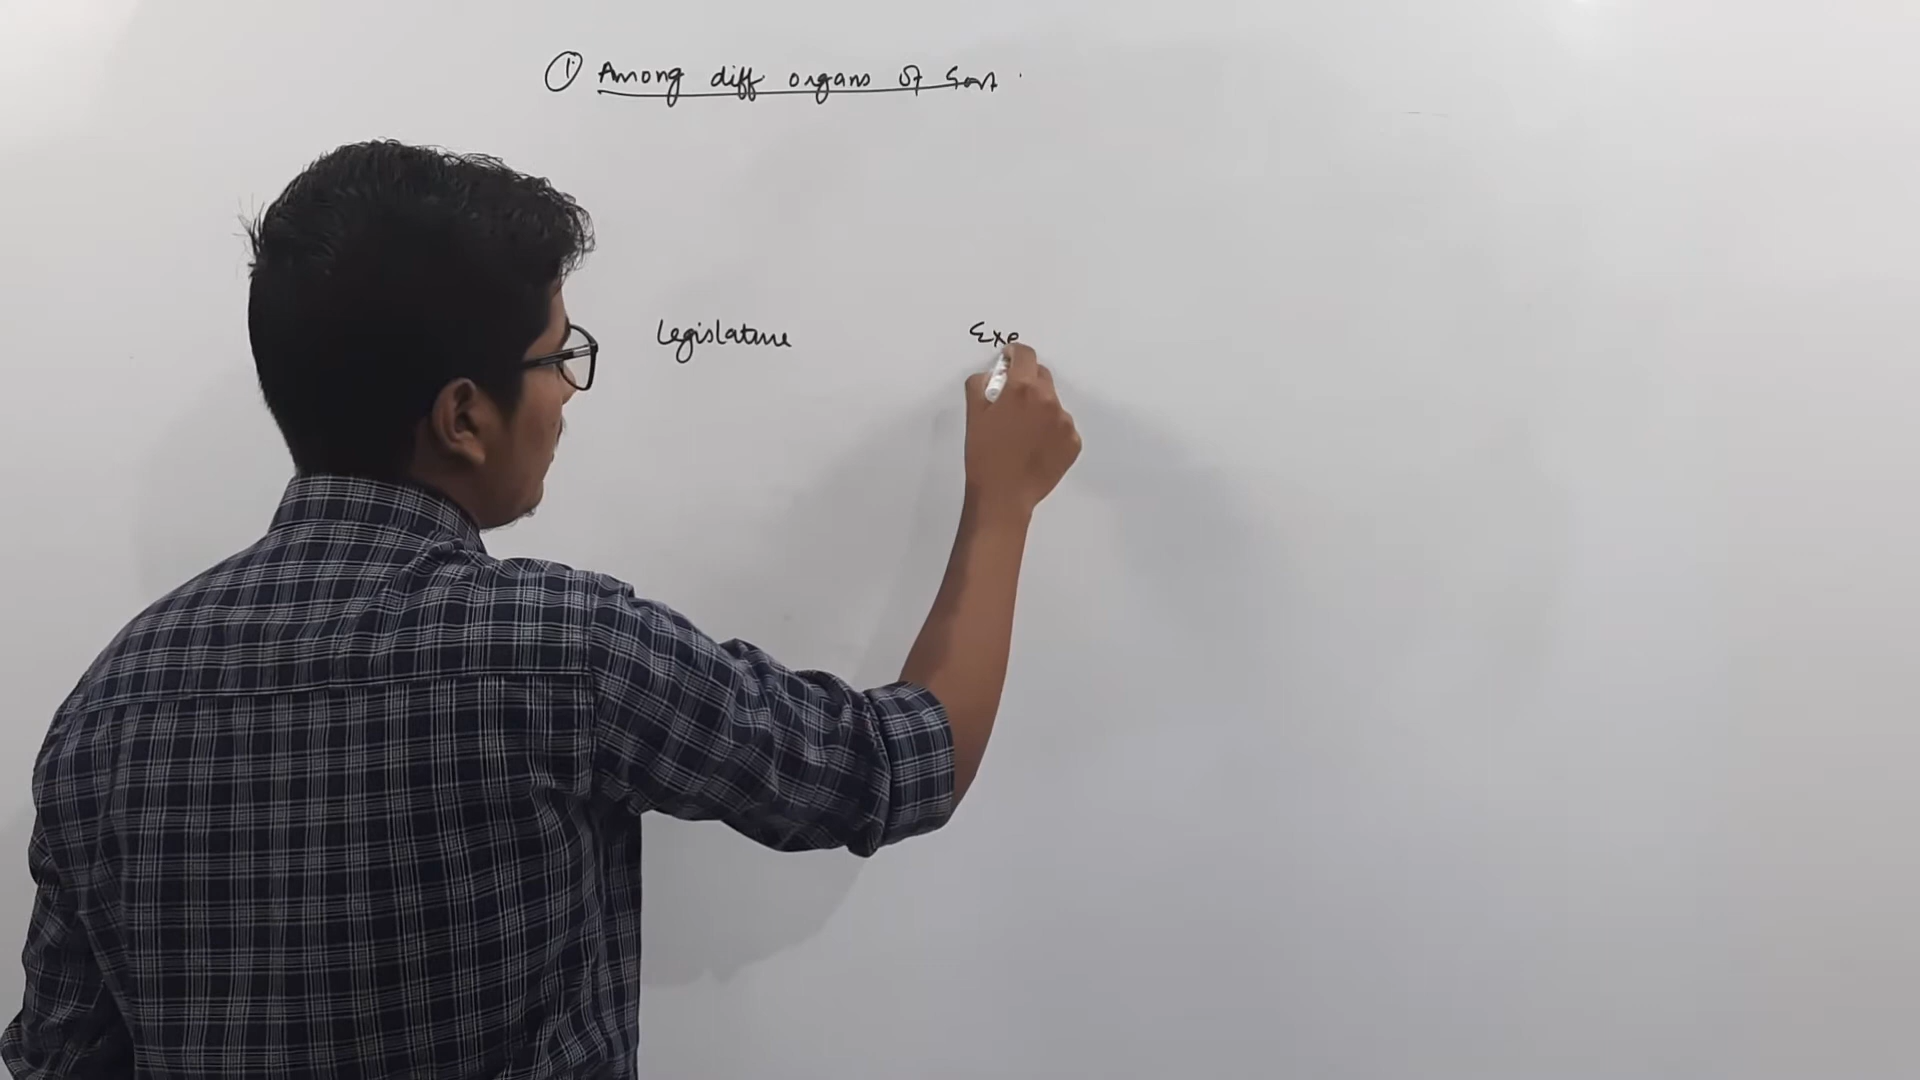 ① Among diff. organs of Govt.
Legislature Exe